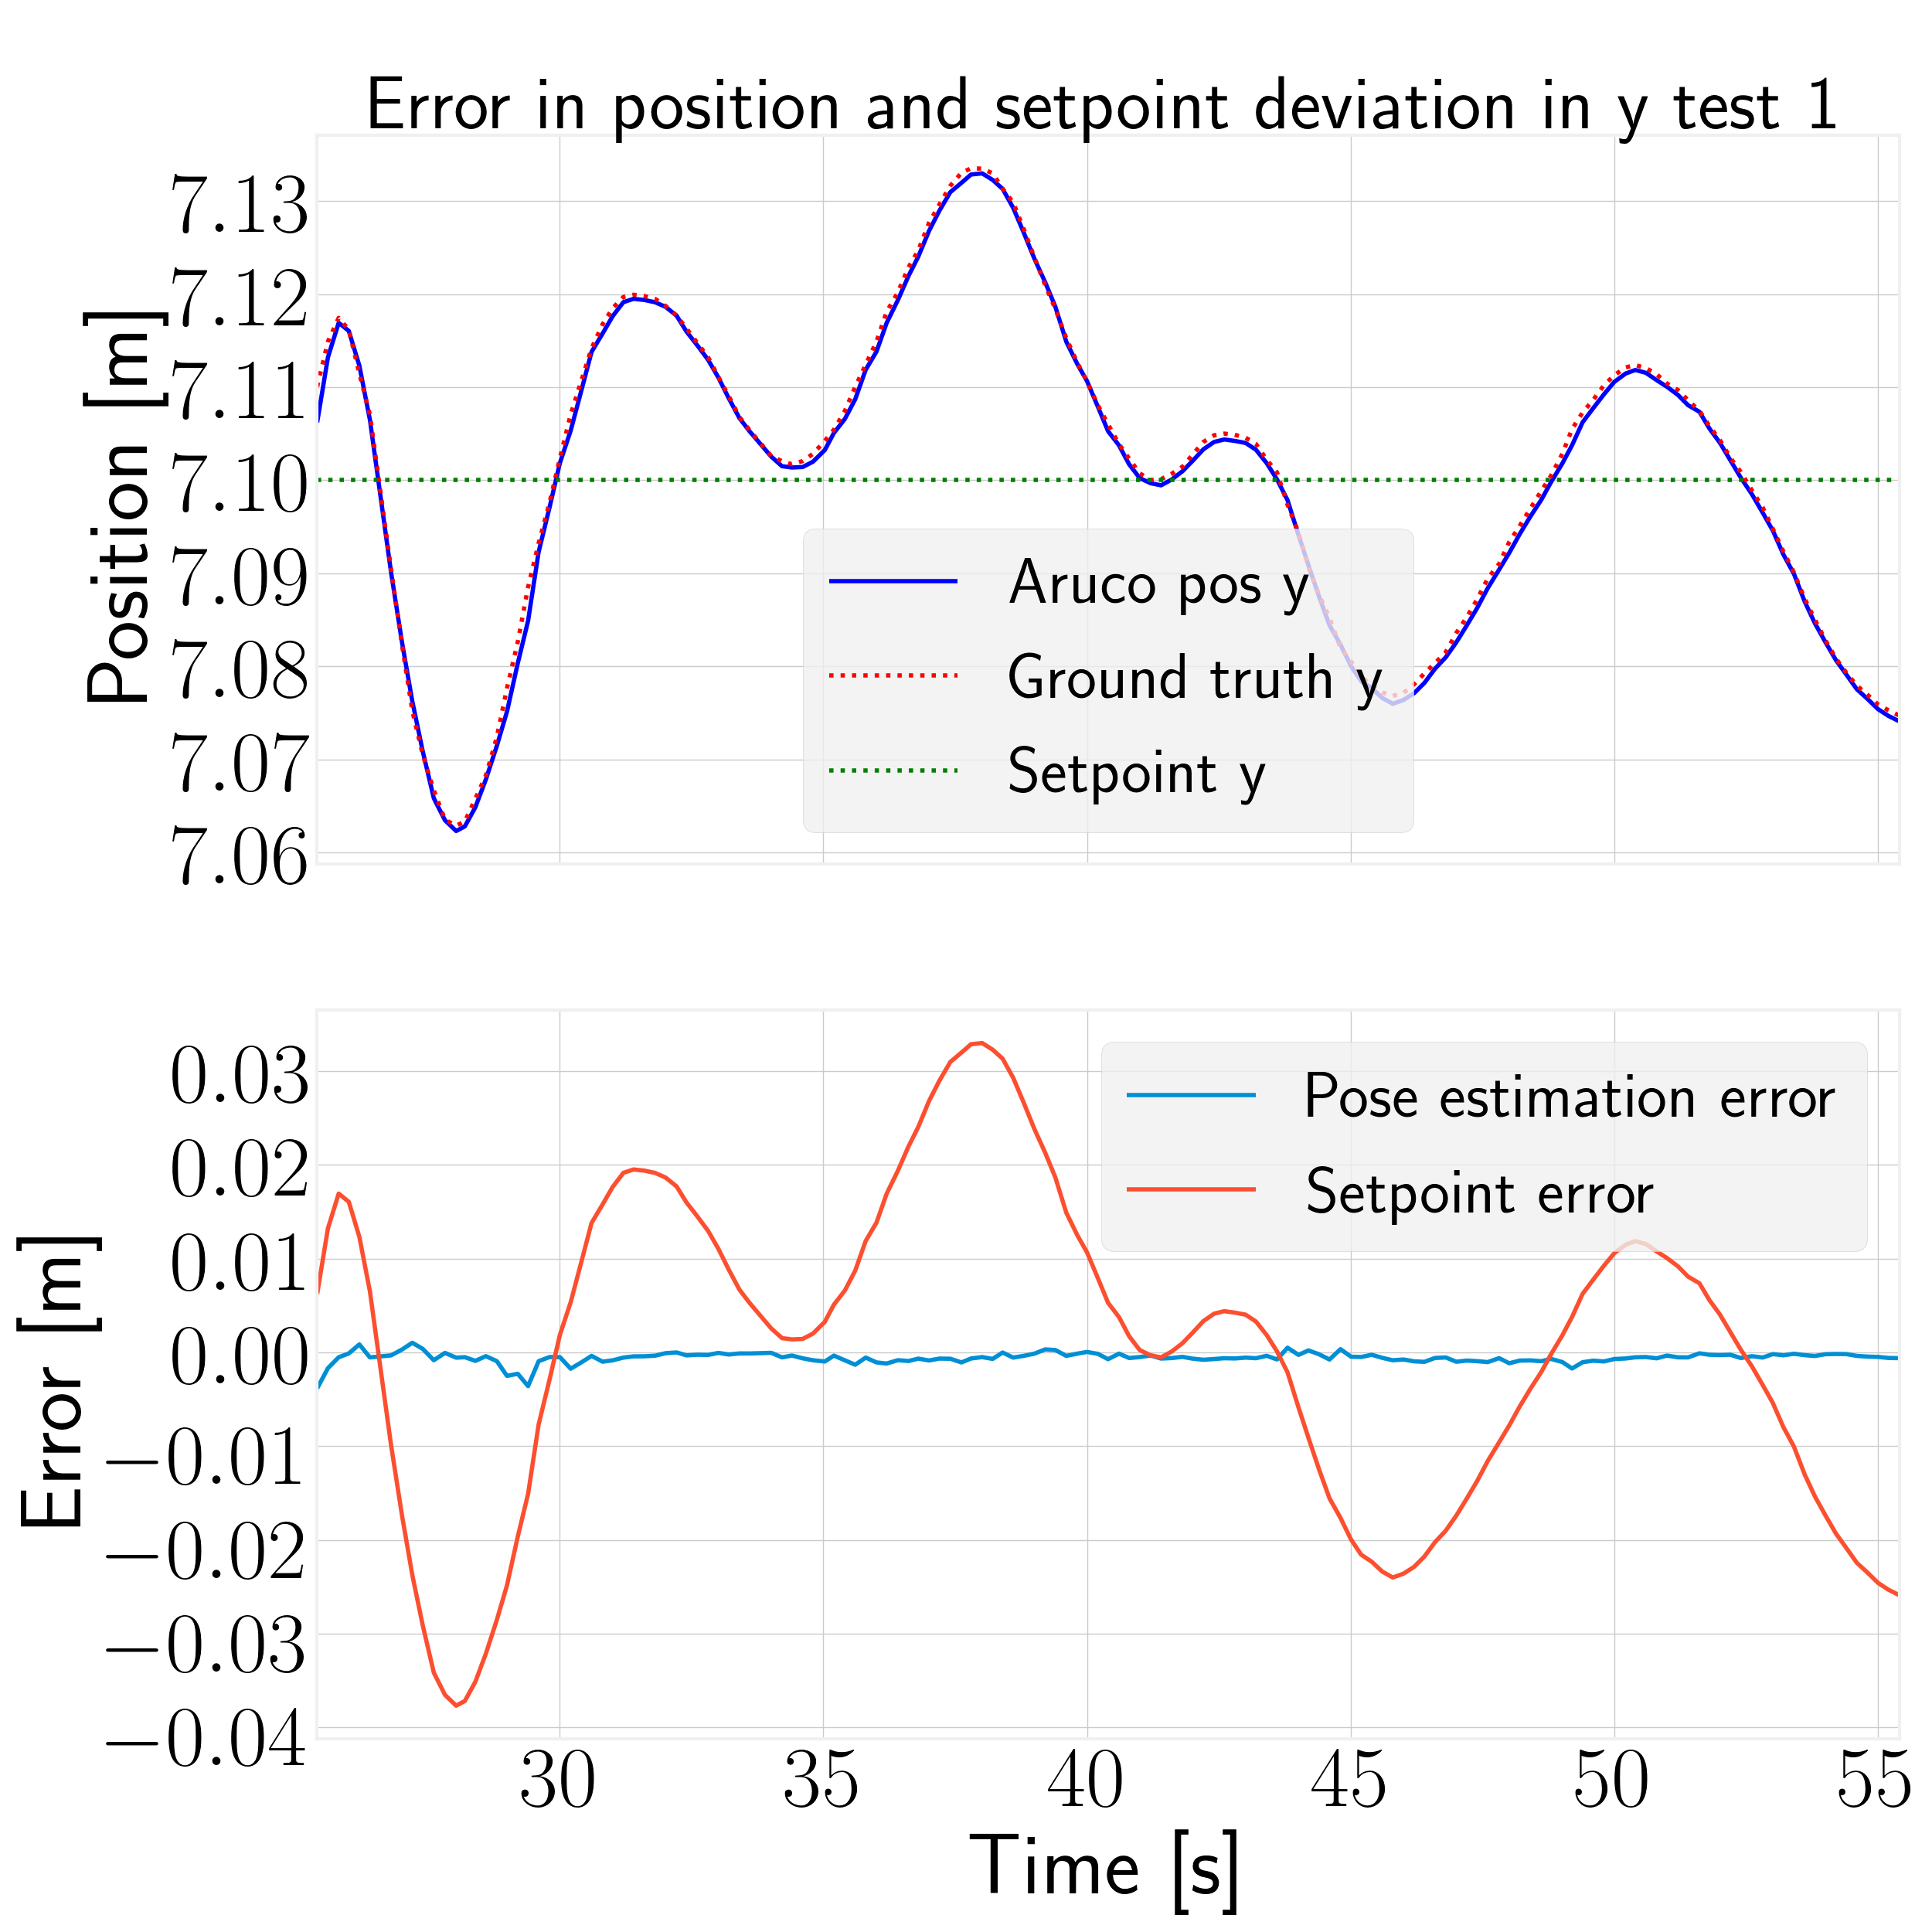 Error in position and setpoint deviation in y test 1
Position [m]
7.13
7.12
7.11
7.10
7.09
7.08
7.07
7.06
Aruco pos y
Ground truth y
Setpoint y
Error [m]
0.03
0.02
0.01
0.00
−0.01
−0.02
−0.03
−0.04
Pose estimation error
Setpoint error
30 35 40 45 50 55
Time [s]